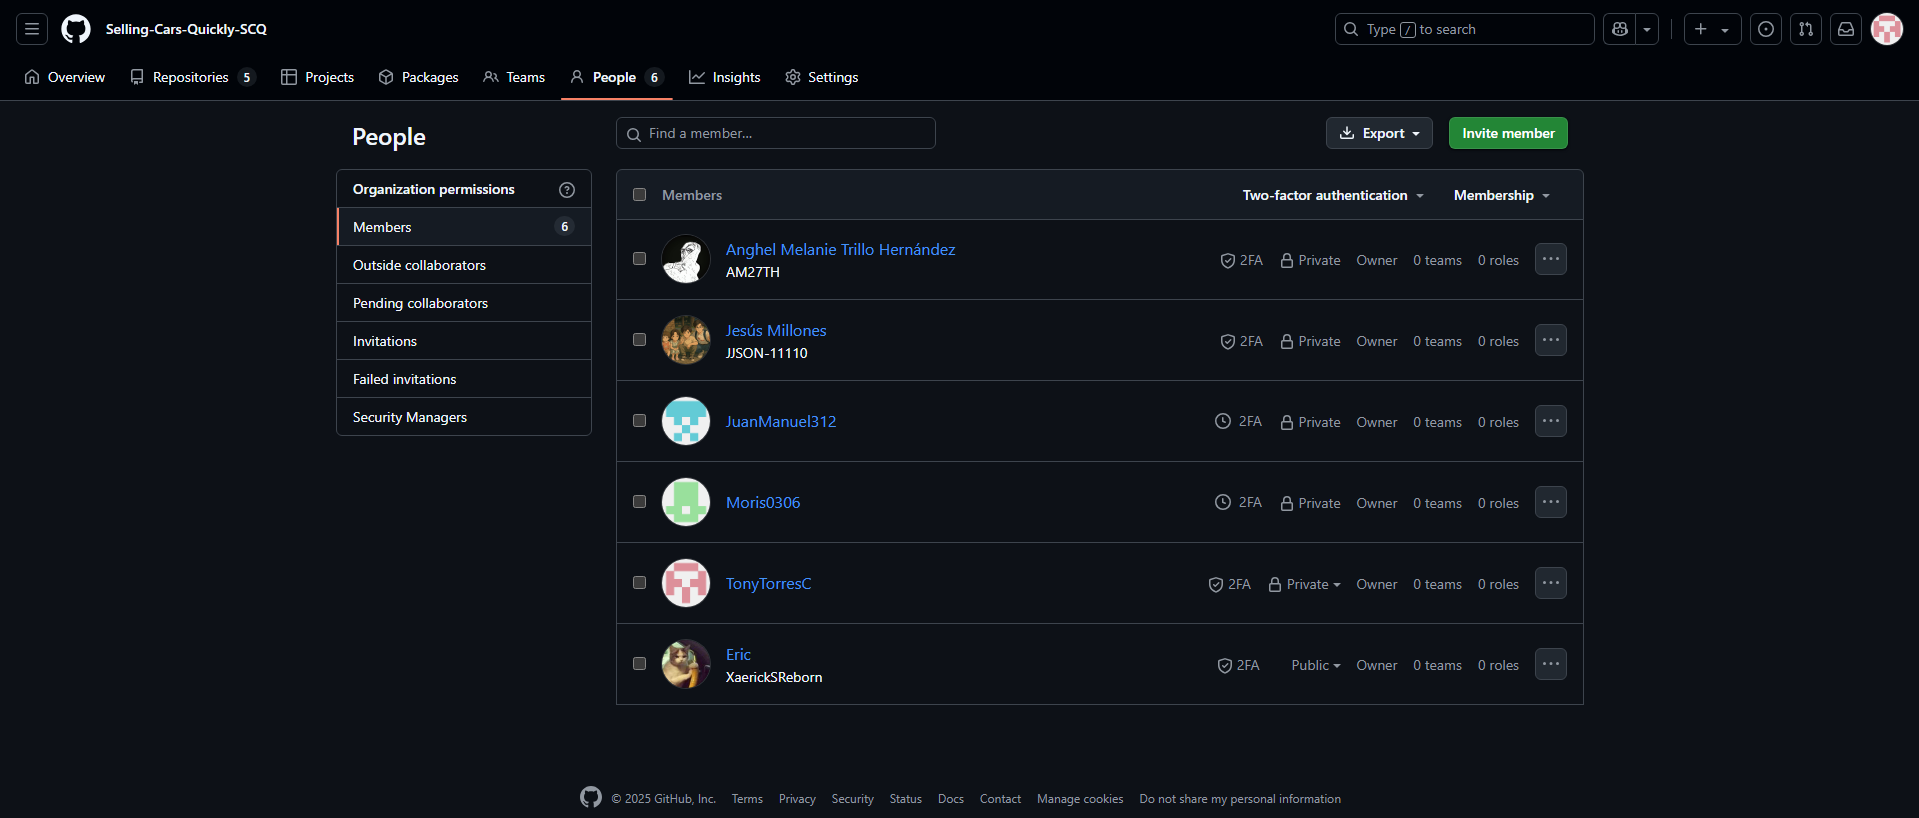 Selling-Cars-Quickly-SCQ
Type / to search
Overview Repositories 5 Projects Packages Teams People 6 Insights Settings
People
Find a member...
Export
Invite member
Organization permissions
Members 6
Outside collaborators
Pending collaborators
Invitations
Failed invitations
Security Managers
Members Two-factor authentication Membership
Anghel Melanie Trillo Hernández
AM27TH
2FA Private Owner 0 teams 0 roles
Jesús Millones
JJSON-11110
2FA Private Owner 0 teams 0 roles
JuanManuel312 2FA Private Owner 0 teams 0 roles
Moris0306 2FA Private Owner 0 teams 0 roles
TonyTorresC 2FA Private Owner 0 teams 0 roles
Eric
XaerickSReborn
2FA Public Owner 0 teams 0 roles
© 2025 GitHub, Inc. Terms Privacy Security Status Docs Contact Manage cookies Do not share my personal information